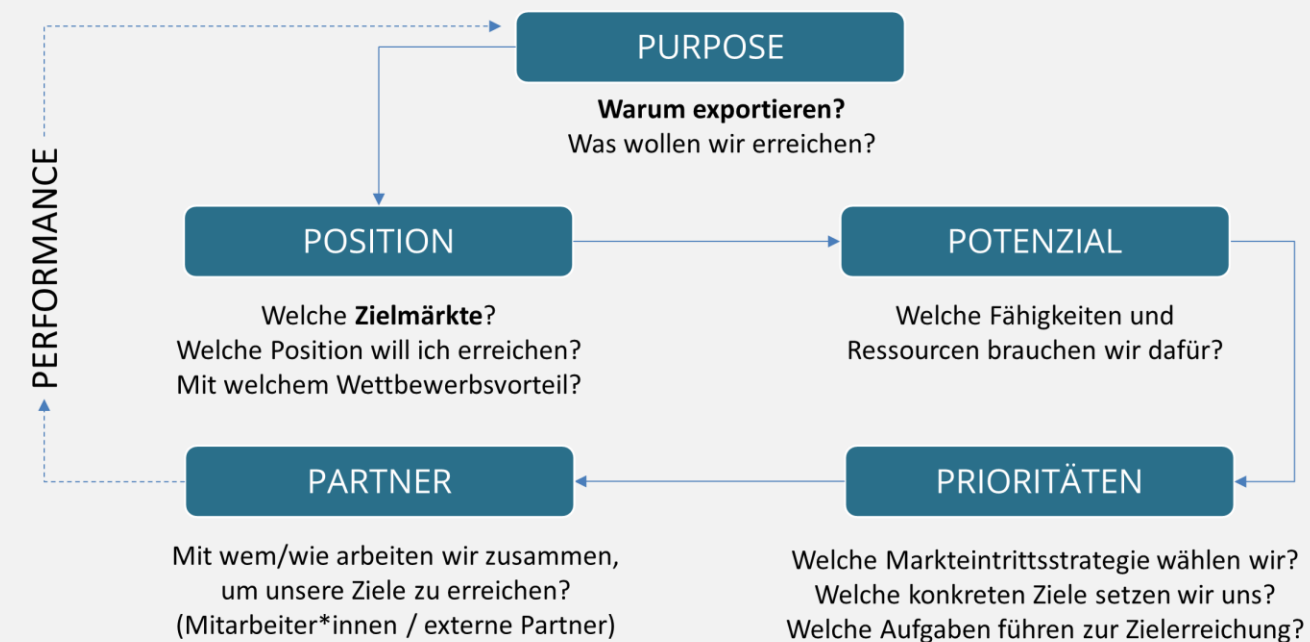 PURPOSE
Warum exportieren?
Was wollen wir erreichen?
PERFORMANCE
POSITION
Welche Zielmärkte?
Welche Position will ich erreichen?
Mit welchem Wettbewerbsvorteil?
POTENZIAL
Welche Fähigkeiten und
Ressourcen brauchen wir dafür?
PRIORITÄTEN
Welche Markteintrittsstrategie wählen wir?
Welche konkreten Ziele setzen wir uns?
Welche Aufgaben führen zur Zielerreichung?
PARTNER
Mit wem/wie arbeiten wir zusammen,
um unsere Ziele zu erreichen?
(Mitarbeiter*innen / externe Partner)